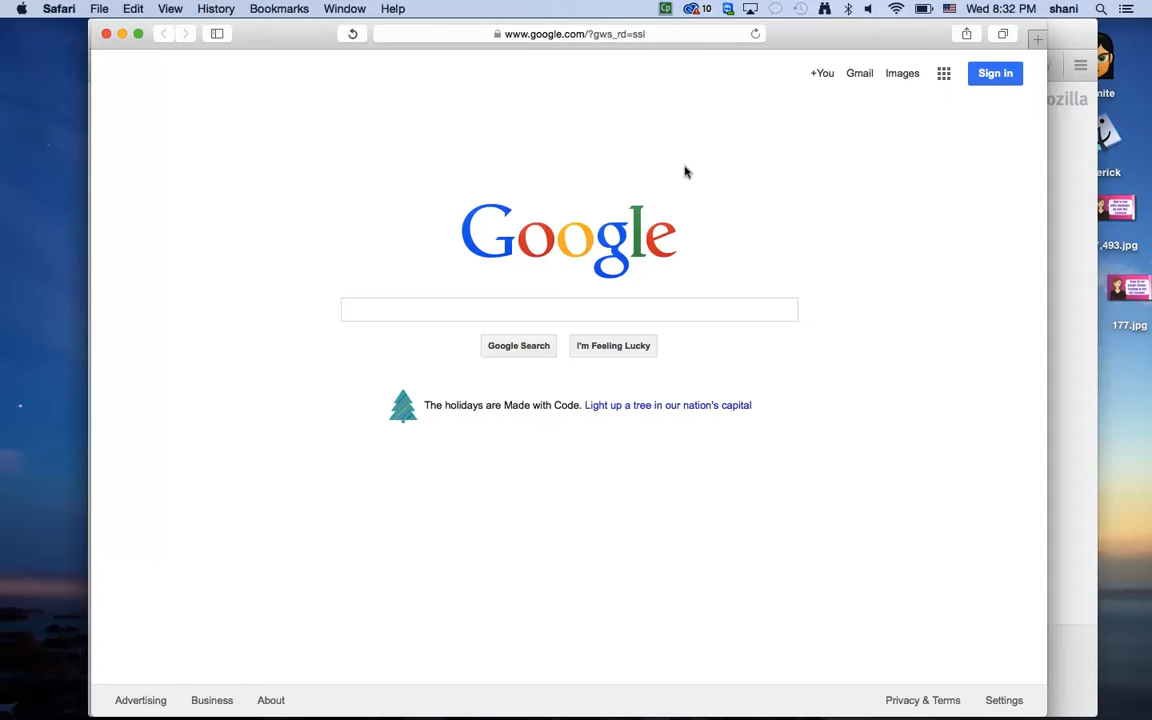 Safari File Edit View History Bookmarks Window Help 10 Wed 8:32 PM shani
www.google.com/?gws_rd=ssl
+You Gmail Images Sign in
ozilla
mite
erick
Google
,493.jpg
Google Search I'm Feeling Lucky
177.jpg
The holidays are Made with Code. Light up a tree in our nation's capital
Advertising Business About Privacy & Terms Settings